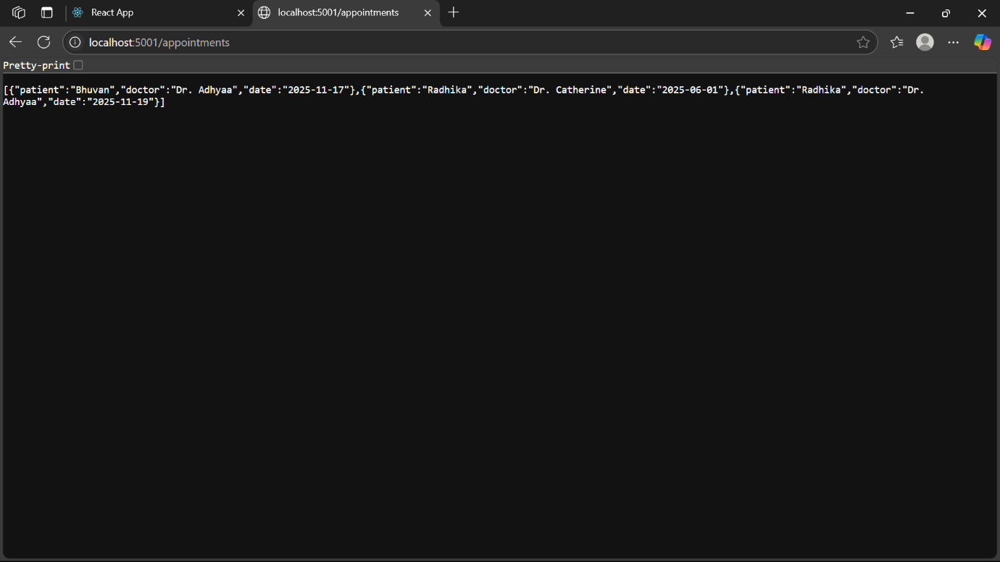 React App
localhost:5001/appointments
localhost:5001/appointments
Pretty-print
[{"patient":"Bhuvan","doctor":"Dr. Adhyaa","date":"2025-11-17"},{"patient":"Radhika","doctor":"Dr. Catherine","date":"2025-06-01"},{"patient":"Radhika","doctor":"Dr.
Adhyaa","date":"2025-11-19"}]